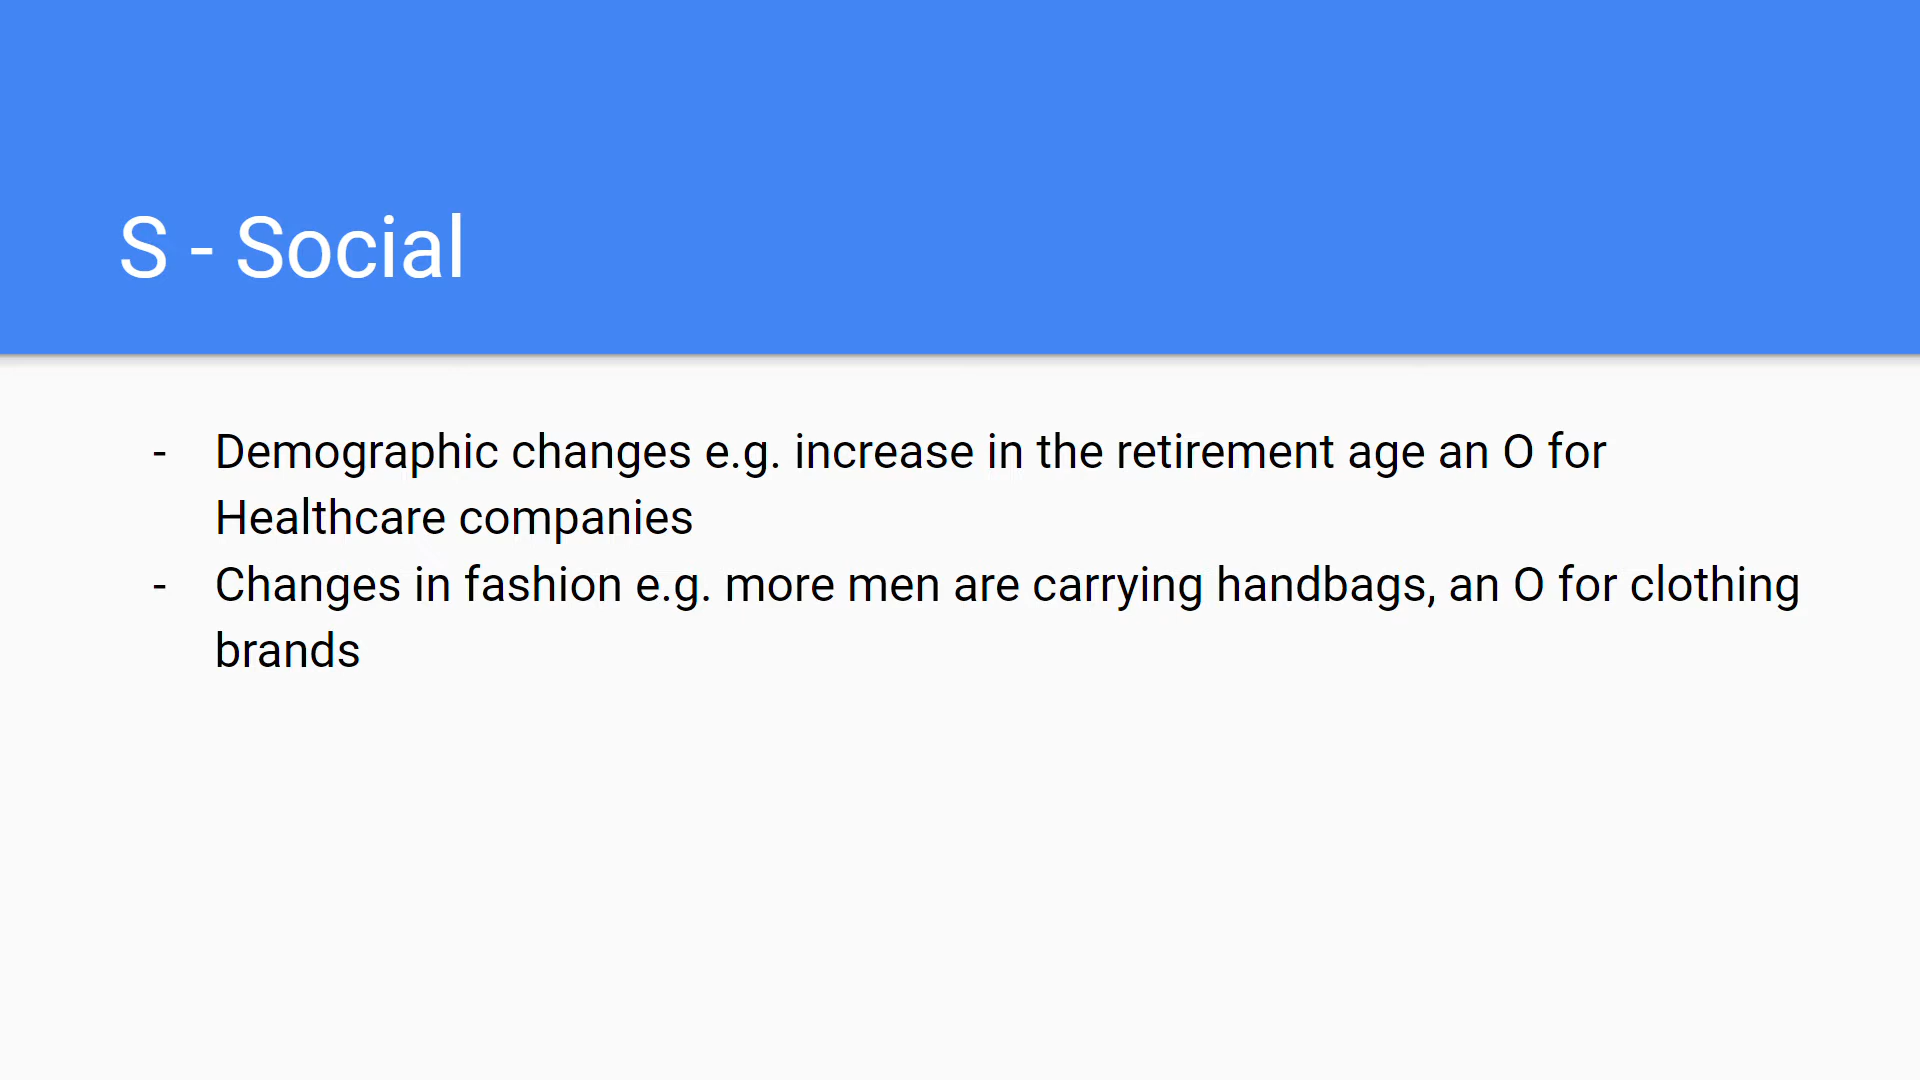 S - Social
- Demographic changes e.g. increase in the retirement age an O for
Healthcare companies
- Changes in fashion e.g. more men are carrying handbags, an O for clothing
brands